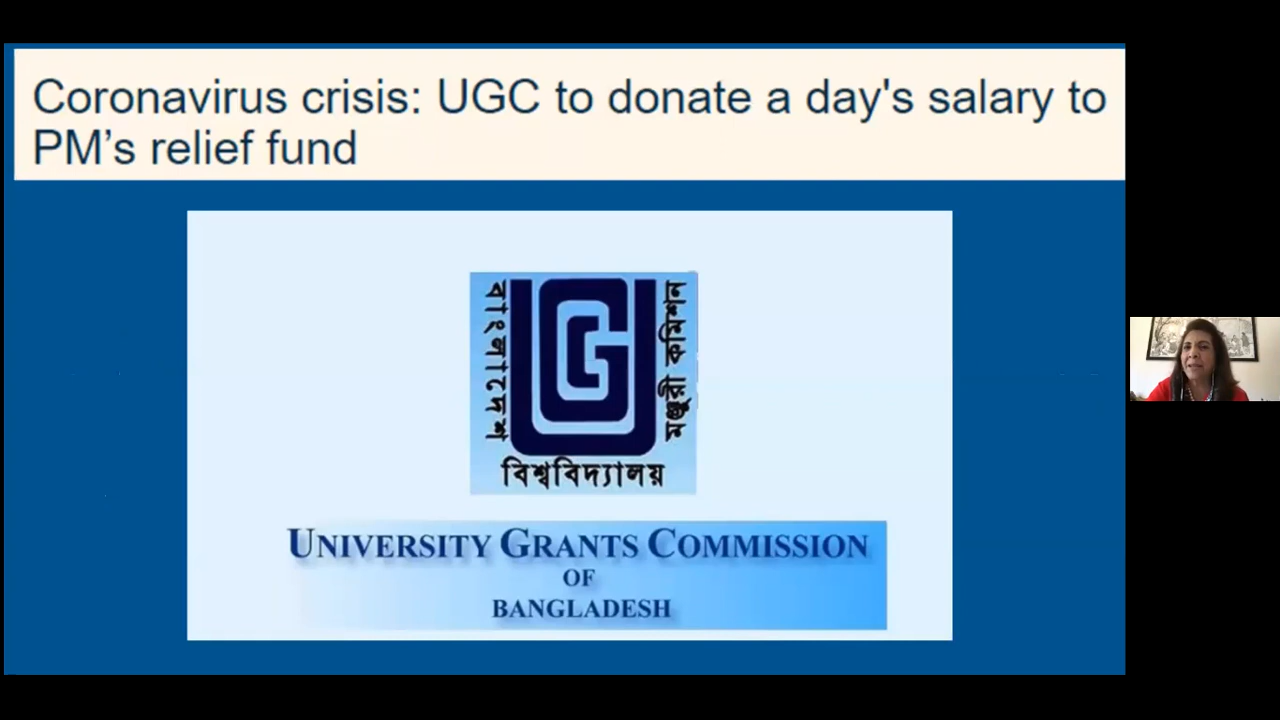 Coronavirus crisis: UGC to donate a day's salary to
PM’s relief fund
বাংলাদেশ
UGC
মঞ্জুরী কমিশন
বিশ্ববিদ্যালয়
UNIVERSITY GRANTS COMMISSION
OF
BANGLADESH